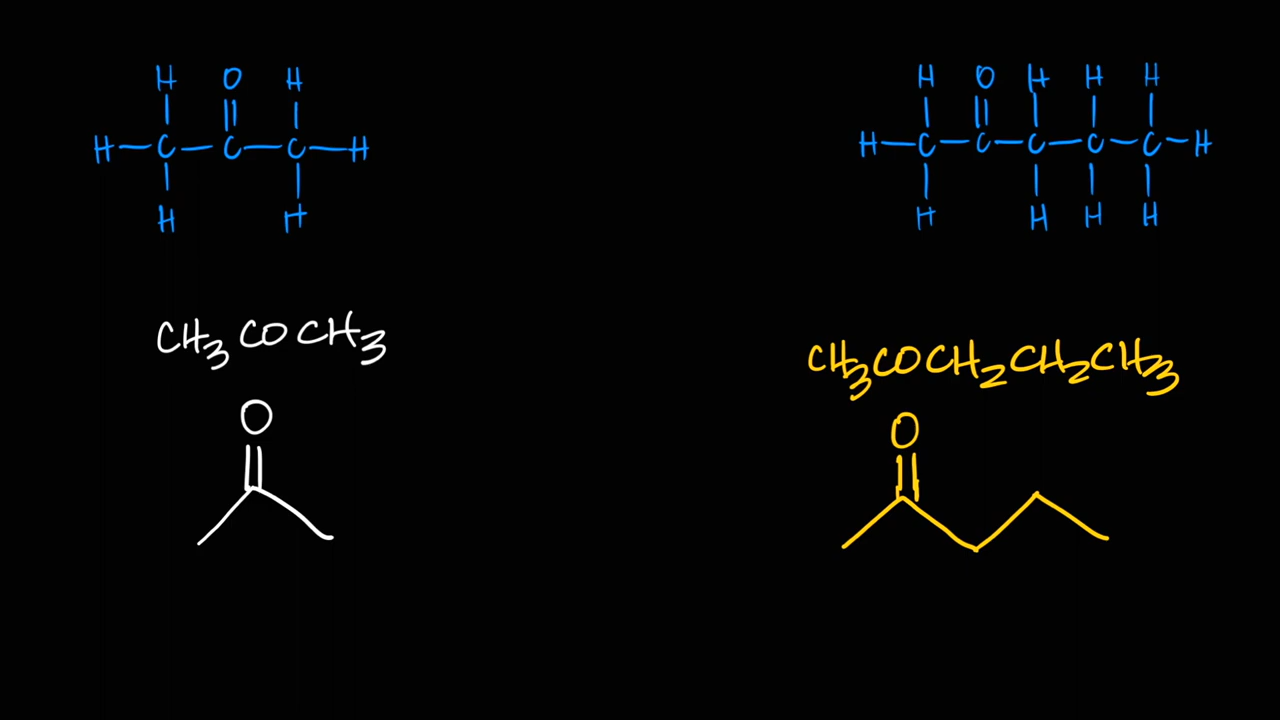 H O H
H C C C H
H H
CH3COCH3
O
H O H H H
H C C C C C H
H H H H
CH3COCH2CH2CH3
O